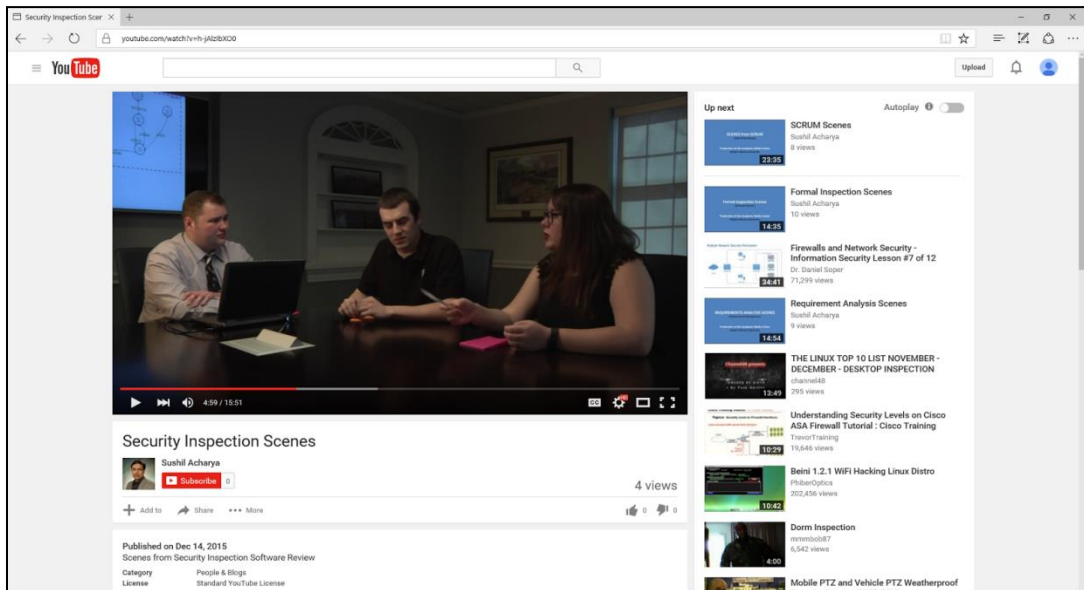 Security Inspection Scer
youtube.com/watch?v=h-jAlzlbXO0
YouTube
Upload
4:59 / 15:51
CC
Security Inspection Scenes
Sushil Acharya
Subscribe 0
4 views
Add to Share More
0 0
Published on Dec 14, 2015
Scenes from Security Inspection Software Review
Category People & Blogs
License Standard YouTube License
Up next Autoplay
SCRUM Scenes
Sushil Acharya
8 views
23:35
Formal Inspection Scenes
Sushil Acharya
10 views
14:35
Firewalls and Network Security -
Information Security Lesson #7 of 12
Dr. Daniel Soper
71,299 views
34:41
Requirement Analysis Scenes
Sushil Acharya
9 views
REQUIREMENTS ANALYSIS SCENES
14:54
THE LINUX TOP 10 LIST NOVEMBER -
DECEMBER - DESKTOP INSPECTION
channel48
295 views
13:49
Understanding Security Levels on Cisco
ASA Firewall Tutorial : Cisco Training
TrevorTraining
19,646 views
10:29
Beini 1.2.1 WiFi Hacking Linux Distro
PhiberOptics
202,456 views
10:42
Dorm Inspection
mmmbob87
6,542 views
4:00
Mobile PTZ and Vehicle PTZ Weatherproof